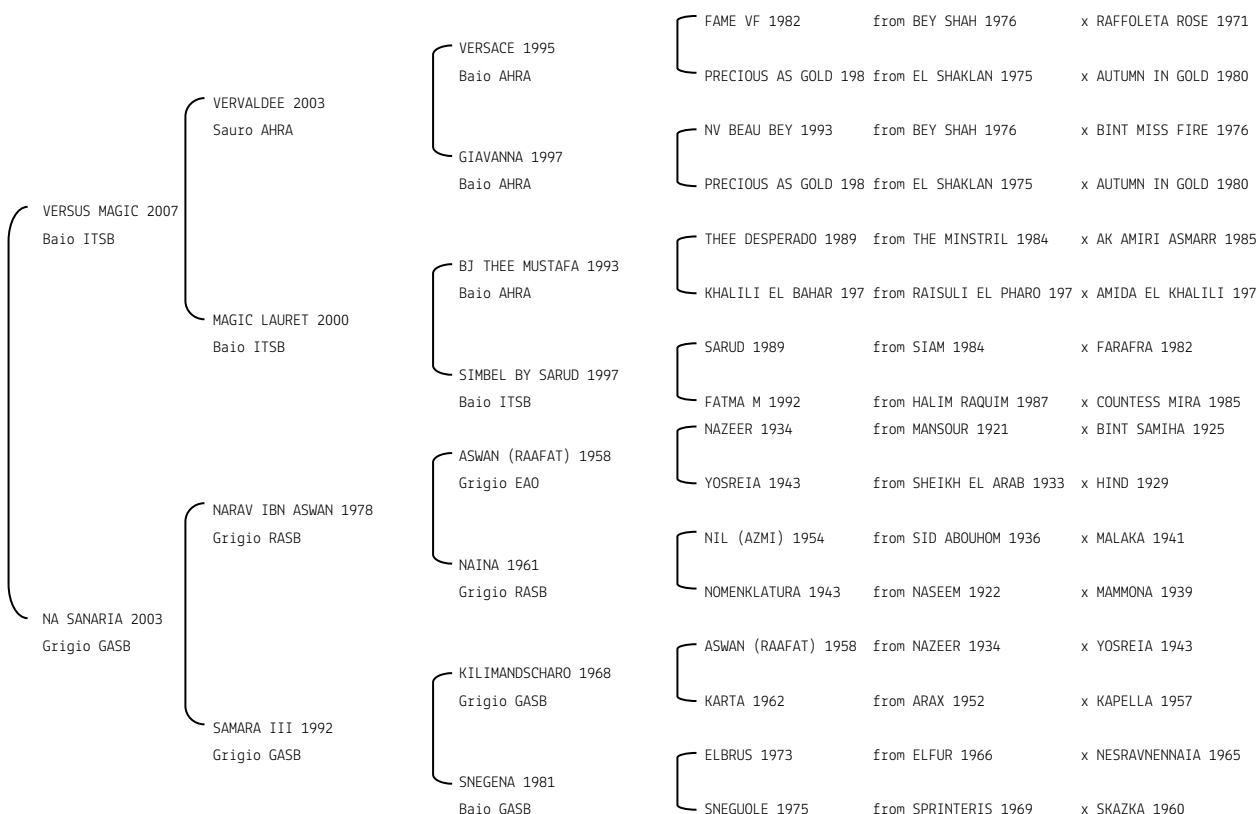 FAME VF 1982 from BEY SHAH 1976 x RAFFOLETA ROSE 1971
VERSACE 1995
Baio AHRA PRECIOUS AS GOLD 198 from EL SHAKLAN 1975 x AUTUMN IN GOLD 1980
VERVALDEE 2003
Sauro AHRA NV BEAU BEY 1993 from BEY SHAH 1976 x BINT MISS FIRE 1976
GIAVANNA 1997
Baio AHRA PRECIOUS AS GOLD 198 from EL SHAKLAN 1975 x AUTUMN IN GOLD 1980
VERSUS MAGIC 2007
Baio ITSB THEE DESPERADO 1989 from THE MINSTRIL 1984 x AK AMIRI ASMARR 1985
BJ THEE MUSTAFA 1993
Baio AHRA KHALILI EL BAHAR 197 from RAISULI EL PHARO 197 x AMIDA EL KHALILI 197
MAGIC LAURET 2000
Baio ITSB SARUD 1989 from SIAM 1984 x FARAFRA 1982
SIMBEL BY SARUD 1997
Baio ITSB FATMA M 1992 from HALIM RAQUIM 1987 x COUNTESS MIRA 1985
NAZEER 1934 from MANSOUR 1921 x BINT SAMIHA 1925
ASWAN (RAAFAT) 1958
Grigio EAO YOSREIA 1943 from SHEIKH EL ARAB 1933 x HIND 1929
NARAV IBN ASWAN 1978
Grigio RASB NIL (AZMI) 1954 from SID ABOUHOM 1936 x MALAKA 1941
NAINA 1961
Grigio RASB NOMENKLATURA 1943 from NASEEM 1922 x MAMMONA 1939
NA SANARIA 2003
Grigio GASB ASWAN (RAAFAT) 1958 from NAZEER 1934 x YOSREIA 1943
KILIMANDSCHARO 1968
Grigio GASB KARTA 1962 from ARAX 1952 x KAPELLA 1957
SAMARA III 1992
Grigio GASB ELBRUS 1973 from ELFUR 1966 x NESRAVNENNAIA 1965
SNEGENA 1981
Baio GASB SNEGUOLE 1975 from SPRINTERIS 1969 x SKAZKA 1960